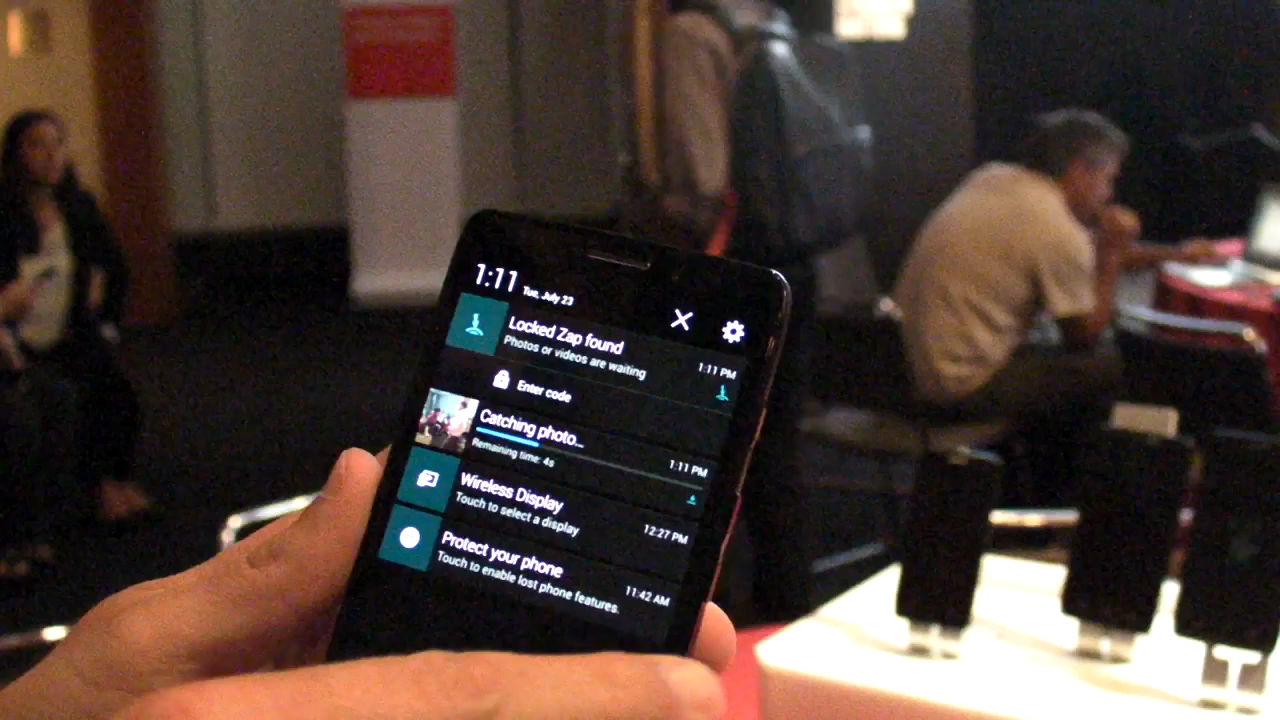 1:11 Tue, July 23
Locked Zap found
Photos or videos are waiting
1:11 PM
Enter code
Catching photo...
Remaining time: 4s
1:11 PM
Wireless Display
Touch to select a display
12:27 PM
Protect your phone
Touch to enable lost phone features.
11:42 AM